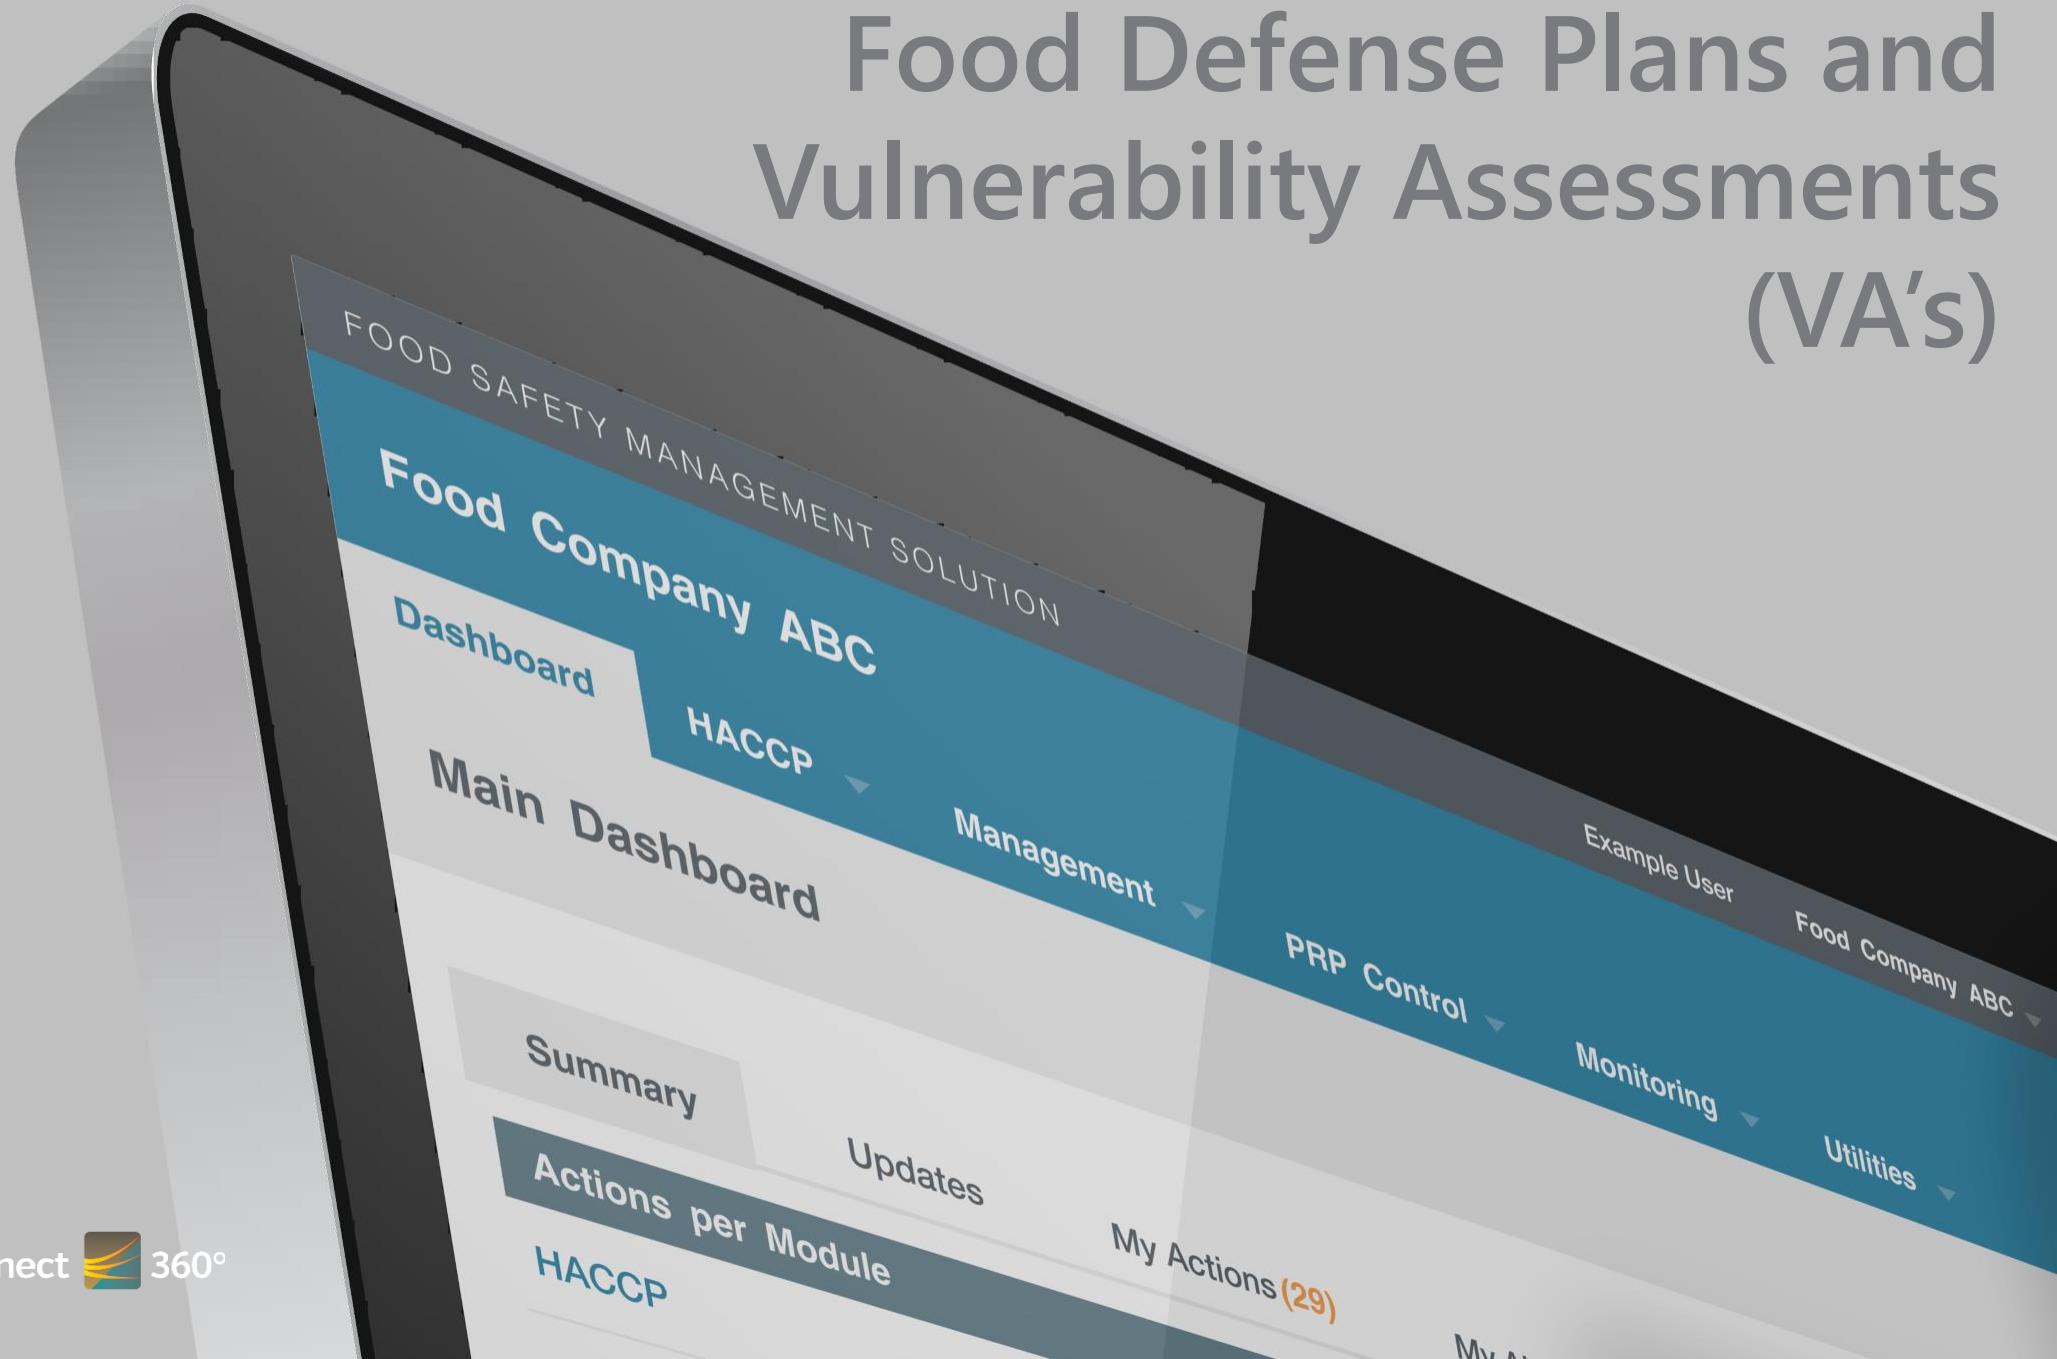 Food Defense Plans and
Vulnerability Assessments
(VA’s)
FOOD SAFETY MANAGEMENT SOLUTION
Food Company ABC
Example User
Food Company ABC
Dashboard
HACCP
Management
PRP Control
Monitoring
Utilities
Main Dashboard
Summary
Updates
My Actions (29)
My
Actions per Module
HACCP
360°